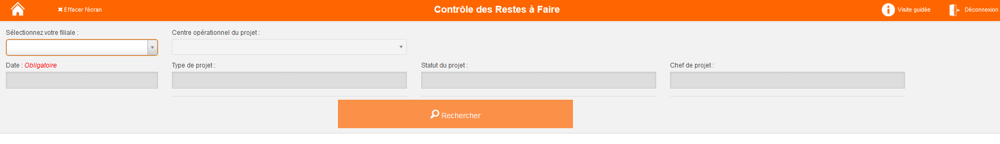 Effacer l'écran
Contrôle des Restes à Faire
Visite guidée
Déconnexion
Sélectionnez votre filiale :
Centre opérationnel du projet :
Date : Obligatoire
Type de projet :
Statut du projet :
Chef de projet :
Rechercher